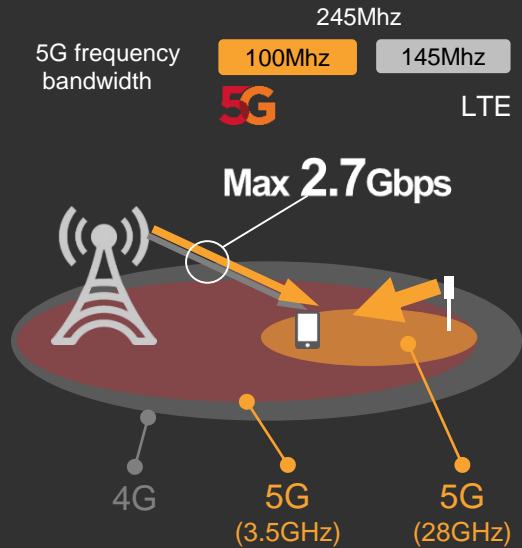 245Mhz
5G frequency
bandwidth
100Mhz
145Mhz
5G
LTE
Max 2.7Gbps
4G
5G
(3.5GHz)
5G
(28GHz)